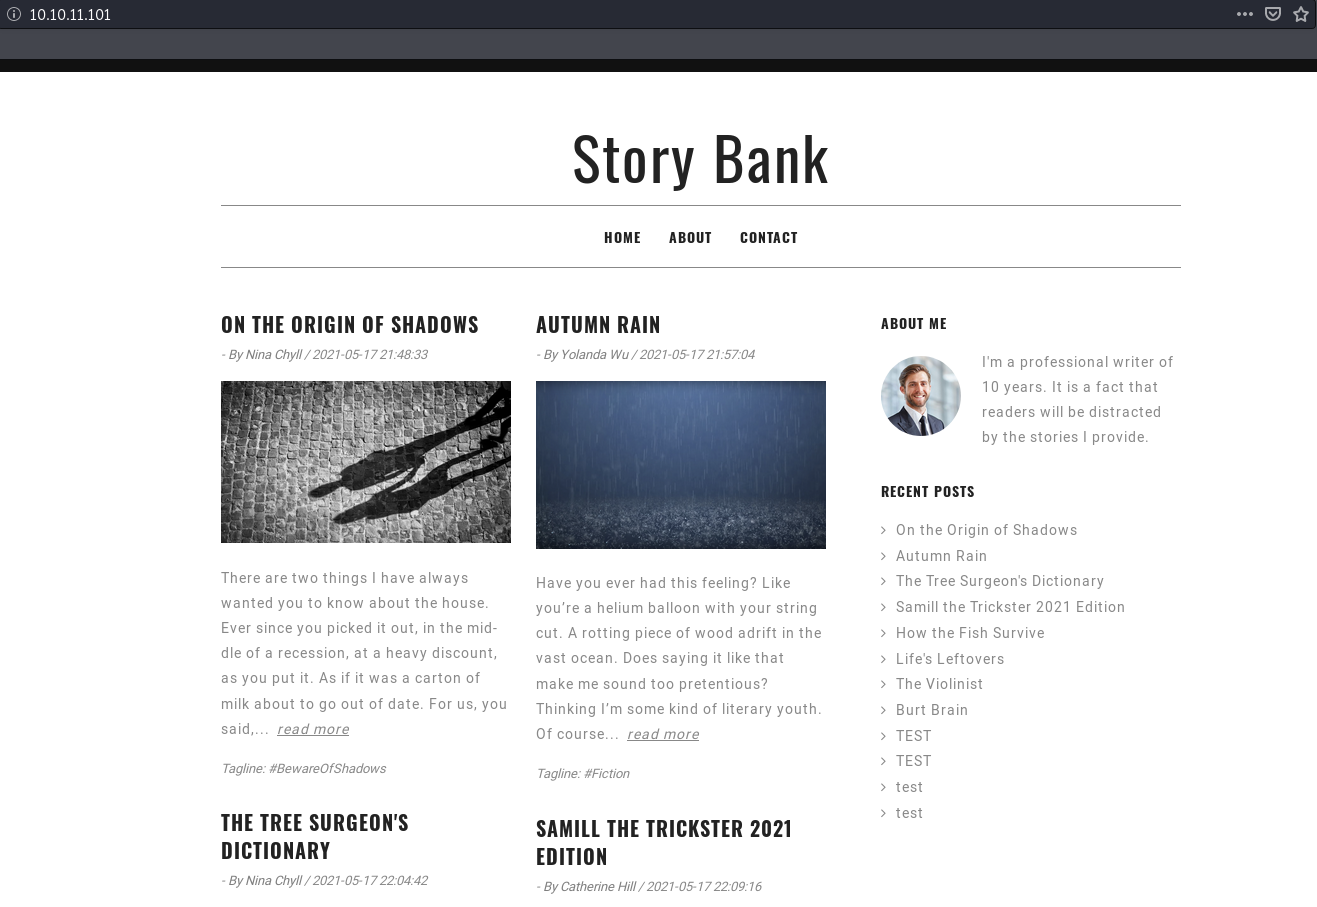 10.10.11.101
Story Bank
HOME ABOUT CONTACT
ON THE ORIGIN OF SHADOWS
- By Nina Chyll / 2021-05-17 21:48:33
There are two things I have always
wanted you to know about the house.
Ever since you picked it out, in the mid-
dle of a recession, at a heavy discount,
as you put it. As if it was a carton of
milk about to go out of date. For us, you
said,... read more
Tagline: #BewareOfShadows
THE TREE SURGEON'S
DICTIONARY
- By Nina Chyll / 2021-05-17 22:04:42
AUTUMN RAIN
- By Yolanda Wu / 2021-05-17 21:57:04
Have you ever had this feeling? Like
you’re a helium balloon with your string
cut. A rotting piece of wood adrift in the
vast ocean. Does saying it like that
make me sound too pretentious?
Thinking I’m some kind of literary youth.
Of course... read more
Tagline: #Fiction
SAMILL THE TRICKSTER 2021
EDITION
- By Catherine Hill / 2021-05-17 22:09:16
ABOUT ME
I'm a professional writer of
10 years. It is a fact that
readers will be distracted
by the stories I provide.
RECENT POSTS
On the Origin of Shadows
Autumn Rain
The Tree Surgeon's Dictionary
Samill the Trickster 2021 Edition
How the Fish Survive
Life's Leftovers
The Violinist
Burt Brain
TEST
TEST
test
test